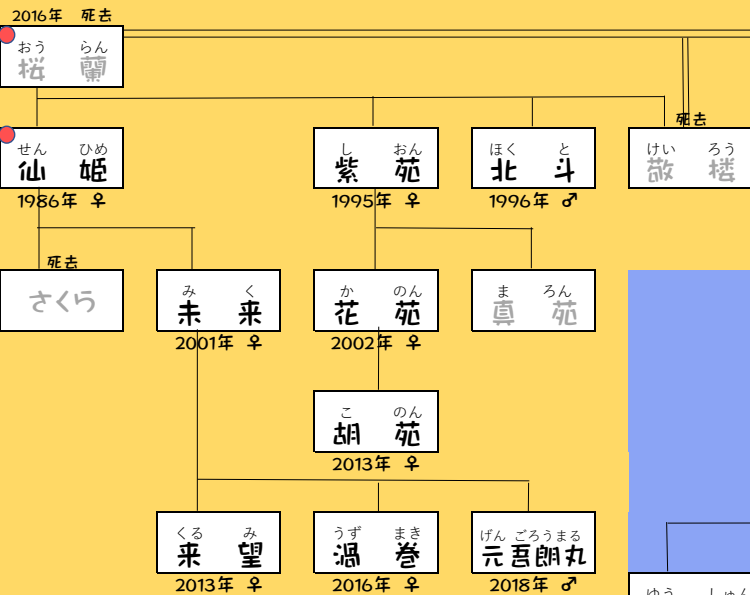 2016年 死去
おう らん
桜 蘭
死去
せん ひめ
仙 姫
し おん
紫 苑
ほく と
北 斗
けい ろう
敬 楼
1986年 ♀
1995年 ♀
1996年 ♂
死去
さくら
み く
未 来
か のん
花 苑
ま ろん
真 苑
2001年 ♀
2002年 ♀
こ のん
胡 苑
2013年 ♀
くる み
来 望
うず まき
渦 巻
げん ごろうまる
元吾朗丸
2013年 ♀
2016年 ♀
2018年 ♂
ゆう しゅん